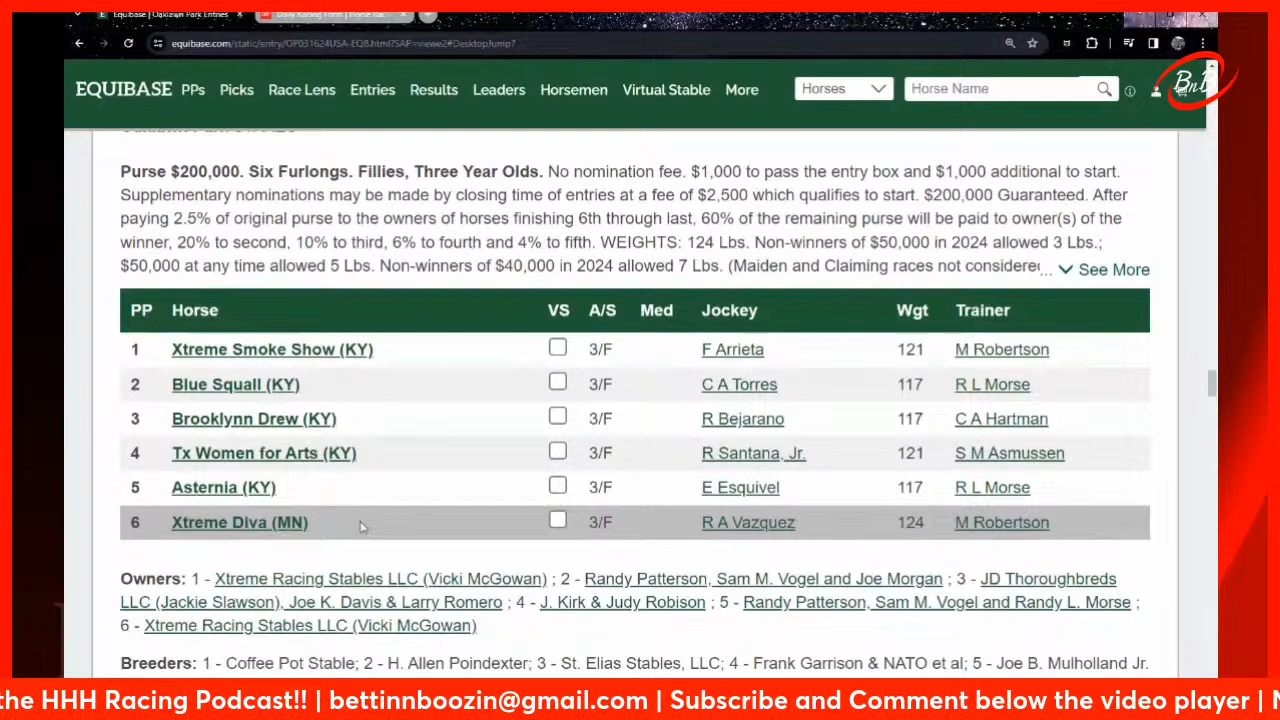 Equibase | Oaklawn Park Entries
Daily Racing Form | Horse Rac
equibase.com/static/entry/OP031624USA-EQB.html?SAP=viewe2#DesktopJump7
BnB
EQUIBASE PPs Picks Race Lens Entries Results Leaders Horsemen Virtual Stable More Horses Horse Name
Purse $200,000. Six Furlongs. Fillies, Three Year Olds. No nomination fee. $1,000 to pass the entry box and $1,000 additional to start.
Supplementary nominations may be made by closing time of entries at a fee of $2,500 which qualifies to start. $200,000 Guaranteed. After
paying 2.5% of original purse to the owners of horses finishing 6th through last, 60% of the remaining purse will be paid to owner(s) of the
winner, 20% to second, 10% to third, 6% to fourth and 4% to fifth. WEIGHTS: 124 Lbs. Non-winners of $50,000 in 2024 allowed 3 Lbs.;
$50,000 at any time allowed 5 Lbs. Non-winners of $40,000 in 2024 allowed 7 Lbs. (Maiden and Claiming races not considered... See More
PP Horse VS A/S Med Jockey Wgt Trainer
1 Xtreme Smoke Show (KY) 3/F F Arrieta 121 M Robertson
2 Blue Squall (KY) 3/F C A Torres 117 R L Morse
3 Brooklynn Drew (KY) 3/F R Bejarano 117 C A Hartman
4 Tx Women for Arts (KY) 3/F R Santana, Jr. 121 S M Asmussen
5 Asternia (KY) 3/F E Esquivel 117 R L Morse
6 Xtreme Diva (MN) 3/F R A Vazquez 124 M Robertson
Owners: 1 - Xtreme Racing Stables LLC (Vicki McGowan) ; 2 - Randy Patterson, Sam M. Vogel and Joe Morgan ; 3 - JD Thoroughbreds
LLC (Jackie Slawson), Joe K. Davis & Larry Romero ; 4 - J. Kirk & Judy Robison ; 5 - Randy Patterson, Sam M. Vogel and Randy L. Morse ;
6 - Xtreme Racing Stables LLC (Vicki McGowan)
Breeders: 1 - Coffee Pot Stable; 2 - H. Allen Poindexter; 3 - St. Elias Stables, LLC; 4 - Frank Garrison & NATO et al; 5 - Joe B. Mulholland Jr.
the HHH Racing Podcast!! | bettinnboozin@gmail.com | Subscribe and Comment below the video player |